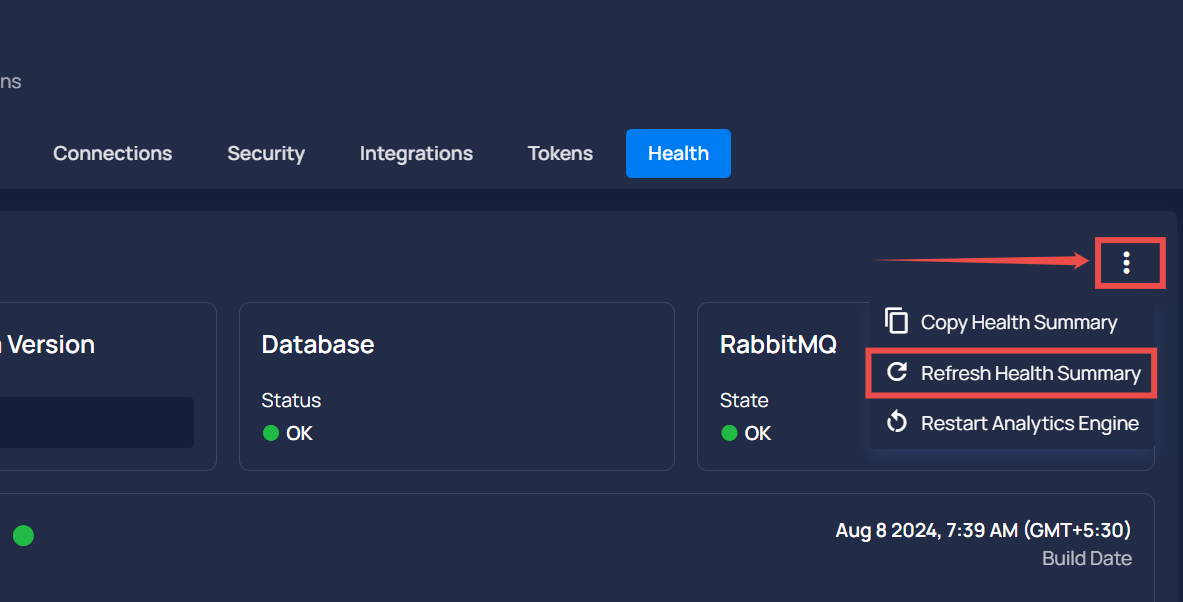 ns
Connections Security Integrations Tokens Health
Version
Database
Status
OK
RabbitMQ
State
OK
Copy Health Summary
Refresh Health Summary
Restart Analytics Engine
Aug 8 2024, 7:39 AM (GMT+5:30)
Build Date